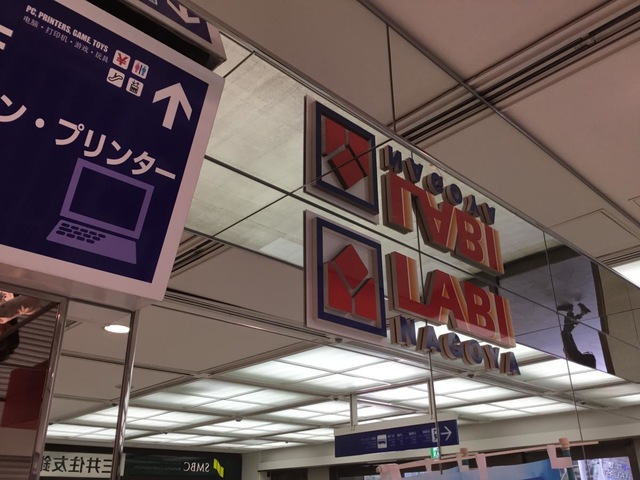 PC, PRINTERS, GAME, TOYS
电脑・打印机・游戏・玩具
ン・プリンター
NAGOYA
LABI
LABI
NAGOYA
三井住友銀
SMBC